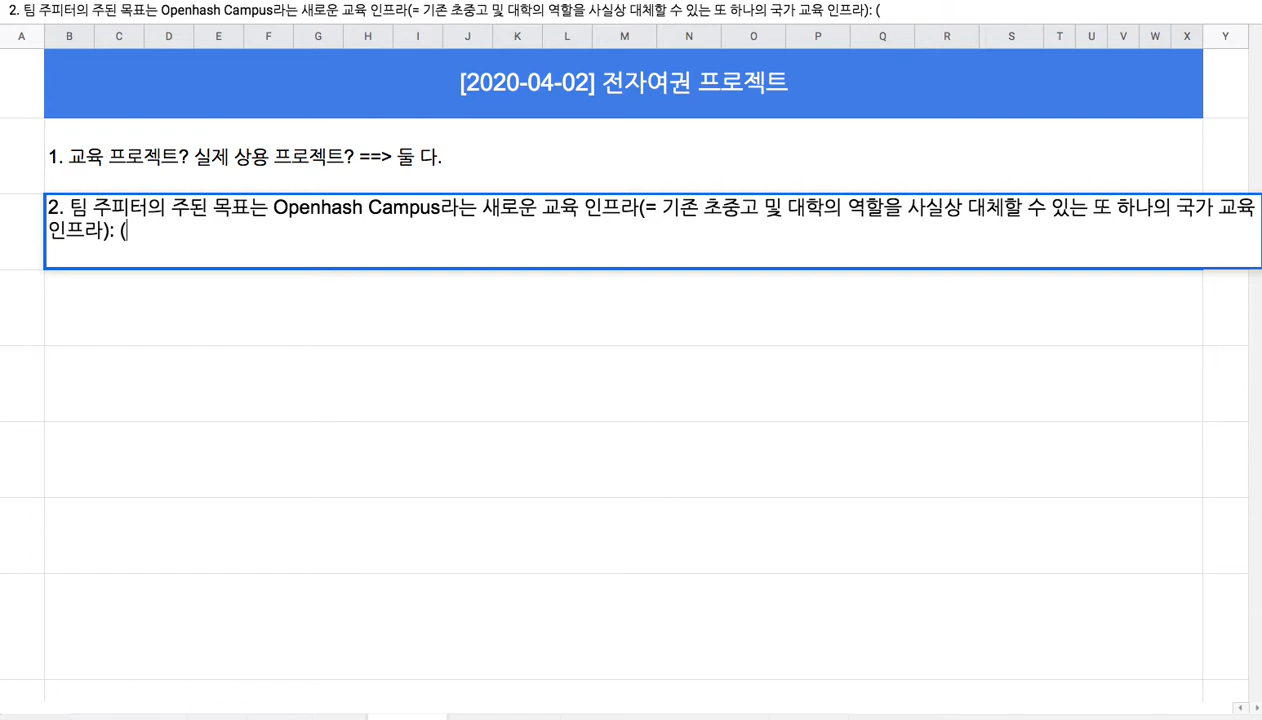 2. 팀 주피터의 주된 목표는 Openhash Campus라는 새로운 교육 인프라(= 기존 초중고 및 대학의 역할을 사실상 대체할 수 있는 또 하나의 국가 교육 인프라): (
A B C D E F G H I J K L M N O P Q R S T U V W X Y
[2020-04-02] 전자여권 프로젝트
1. 교육 프로젝트? 실제 상용 프로젝트? ==> 둘 다.
2. 팀 주피터의 주된 목표는 Openhash Campus라는 새로운 교육 인프라(= 기존 초중고 및 대학의 역할을 사실상 대체할 수 있는 또 하나의 국가 교육
인프라): (